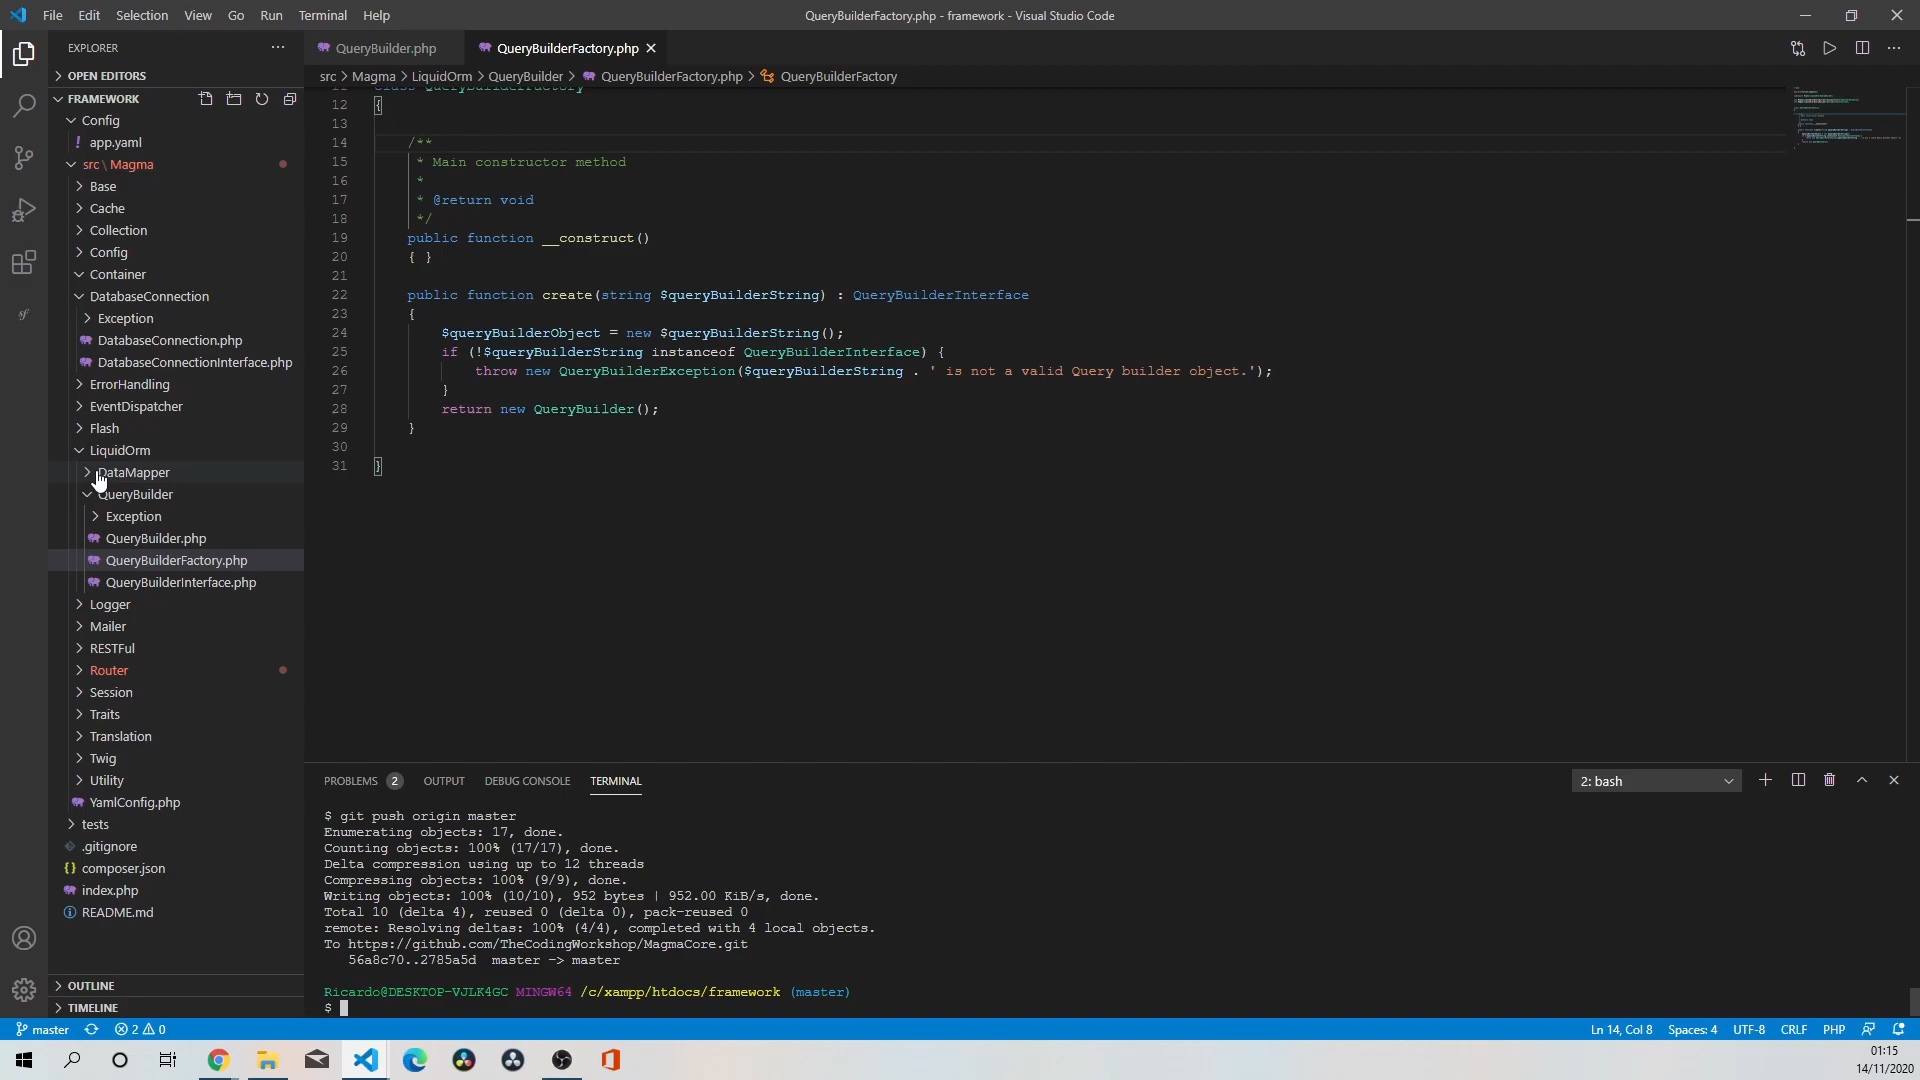 File Edit Selection View Go Run Terminal Help
QueryBuilderFactory.php - framework - Visual Studio Code
EXPLORER
OPEN EDITORS
FRAMEWORK
Config
app.yaml
src \ Magma
Base
Cache
Collection
Config
Container
DatabaseConnection
Exception
DatabaseConnection.php
DatabaseConnectionInterface.php
ErrorHandling
EventDispatcher
Flash
LiquidOrm
DataMapper
QueryBuilder
Exception
QueryBuilder.php
QueryBuilderFactory.php
QueryBuilderInterface.php
Logger
Mailer
RESTFul
Router
Session
Traits
Translation
Twig
Utility
YamlConfig.php
tests
.gitignore
composer.json
index.php
README.md
OUTLINE
TIMELINE
QueryBuilder.php
QueryBuilderFactory.php
src > Magma > LiquidOrm > QueryBuilder > QueryBuilderFactory.php > QueryBuilderFactory
11 class QueryBuilderFactory
12 {
13
14 /**
15 * Main constructor method
16 *
17 * @return void
18 */
19 public function __construct()
20 { }
21
22 public function create(string $queryBuilderString) : QueryBuilderInterface
23 {
24 $queryBuilderObject = new $queryBuilderString();
25 if (!$queryBuilderString instanceof QueryBuilderInterface) {
26 throw new QueryBuilderException($queryBuilderString . ' is not a valid Query builder object.');
27 }
28 return new QueryBuilder();
29 }
30
31 }
PROBLEMS 2 OUTPUT DEBUG CONSOLE TERMINAL
2: bash
$ git push origin master
Enumerating objects: 17, done.
Counting objects: 100% (17/17), done.
Delta compression using up to 12 threads
Compressing objects: 100% (9/9), done.
Writing objects: 100% (10/10), 952 bytes | 952.00 KiB/s, done.
Total 10 (delta 4), reused 0 (delta 0), pack-reused 0
remote: Resolving deltas: 100% (4/4), completed with 4 local objects.
To https://github.com/TheCodingWorkshop/MagmaCore.git
56a8c70..2785a5d master -> master
Ricardo@DESKTOP-VJLK4GC MINGW64 /c/xampp/htdocs/framework (master)
$
master 2 0
Ln 14, Col 8 Spaces: 4 UTF-8 CRLF PHP
01:15
14/11/2020